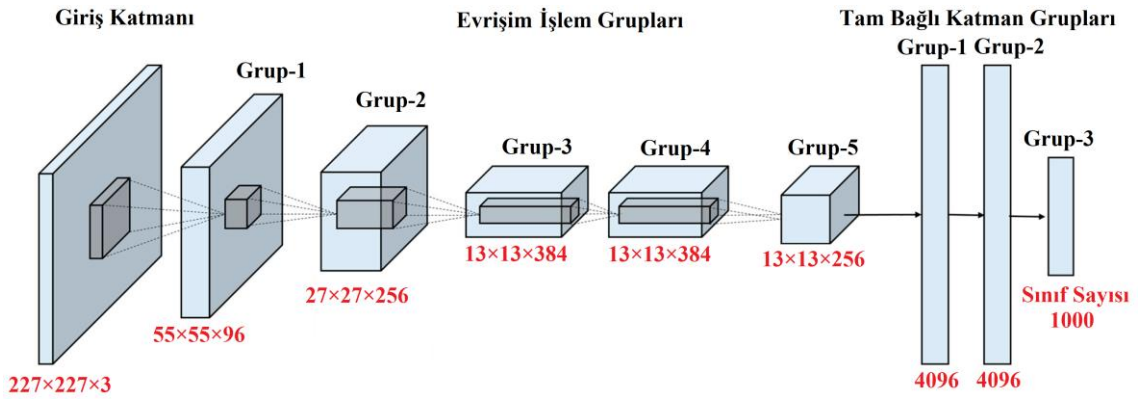 Giriş Katmanı
Evrişim İşlem Grupları
Tam Bağlı Katman Grupları
Grup-1
Grup-2
Grup-3
Grup-4
Grup-5
Grup-1
Grup-2
Grup-3
227×227×3
55×55×96
27×27×256
13×13×384
13×13×384
13×13×256
4096
4096
Sınıf Sayısı
1000